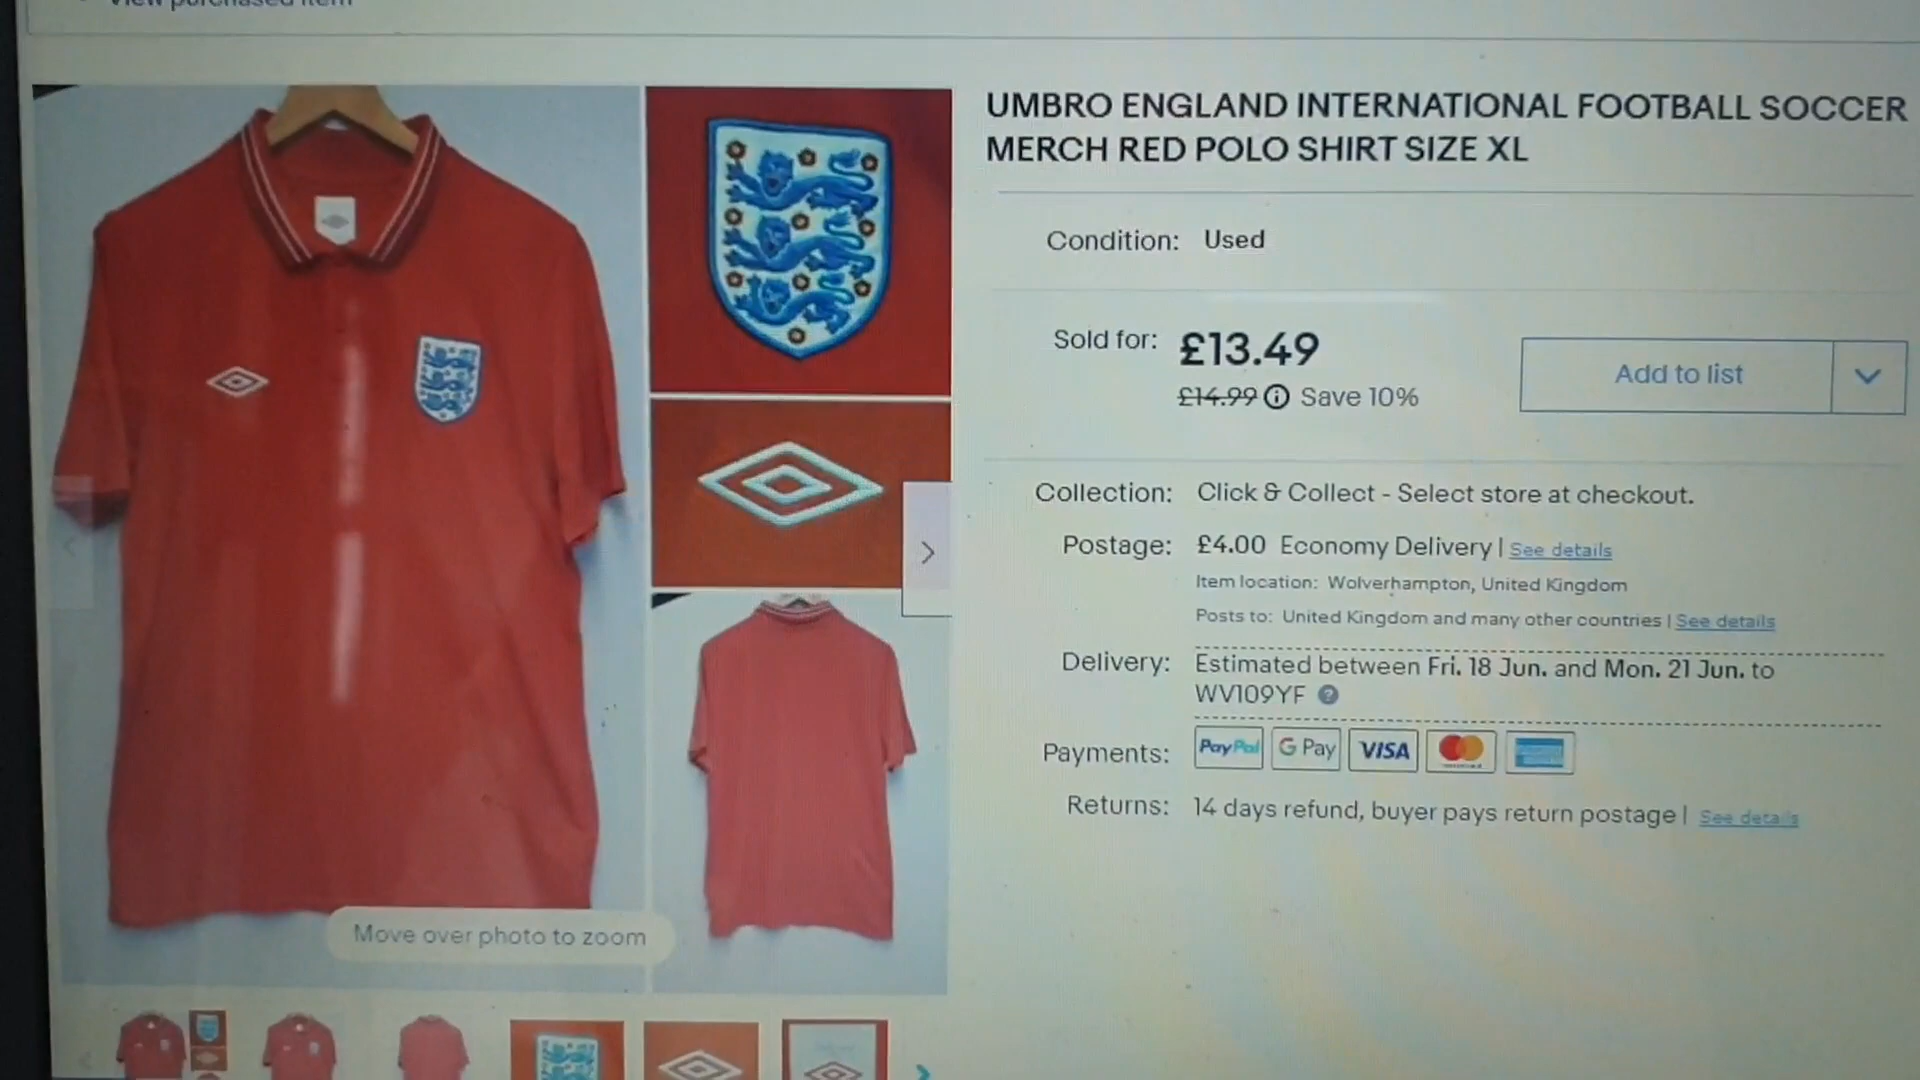 View purchased item
UMBRO ENGLAND INTERNATIONAL FOOTBALL SOCCER
MERCH RED POLO SHIRT SIZE XL
Condition: Used
Sold for: £13.49
£14.99 Save 10%
Add to list
Collection: Click & Collect - Select store at checkout.
Postage: £4.00 Economy Delivery | See details
Item location: Wolverhampton, United Kingdom
Posts to: United Kingdom and many other countries | See details
Delivery: Estimated between Fri. 18 Jun. and Mon. 21 Jun. to
WV109YF
Payments: PayPal G Pay VISA
Returns: 14 days refund, buyer pays return postage | See details
Move over photo to zoom